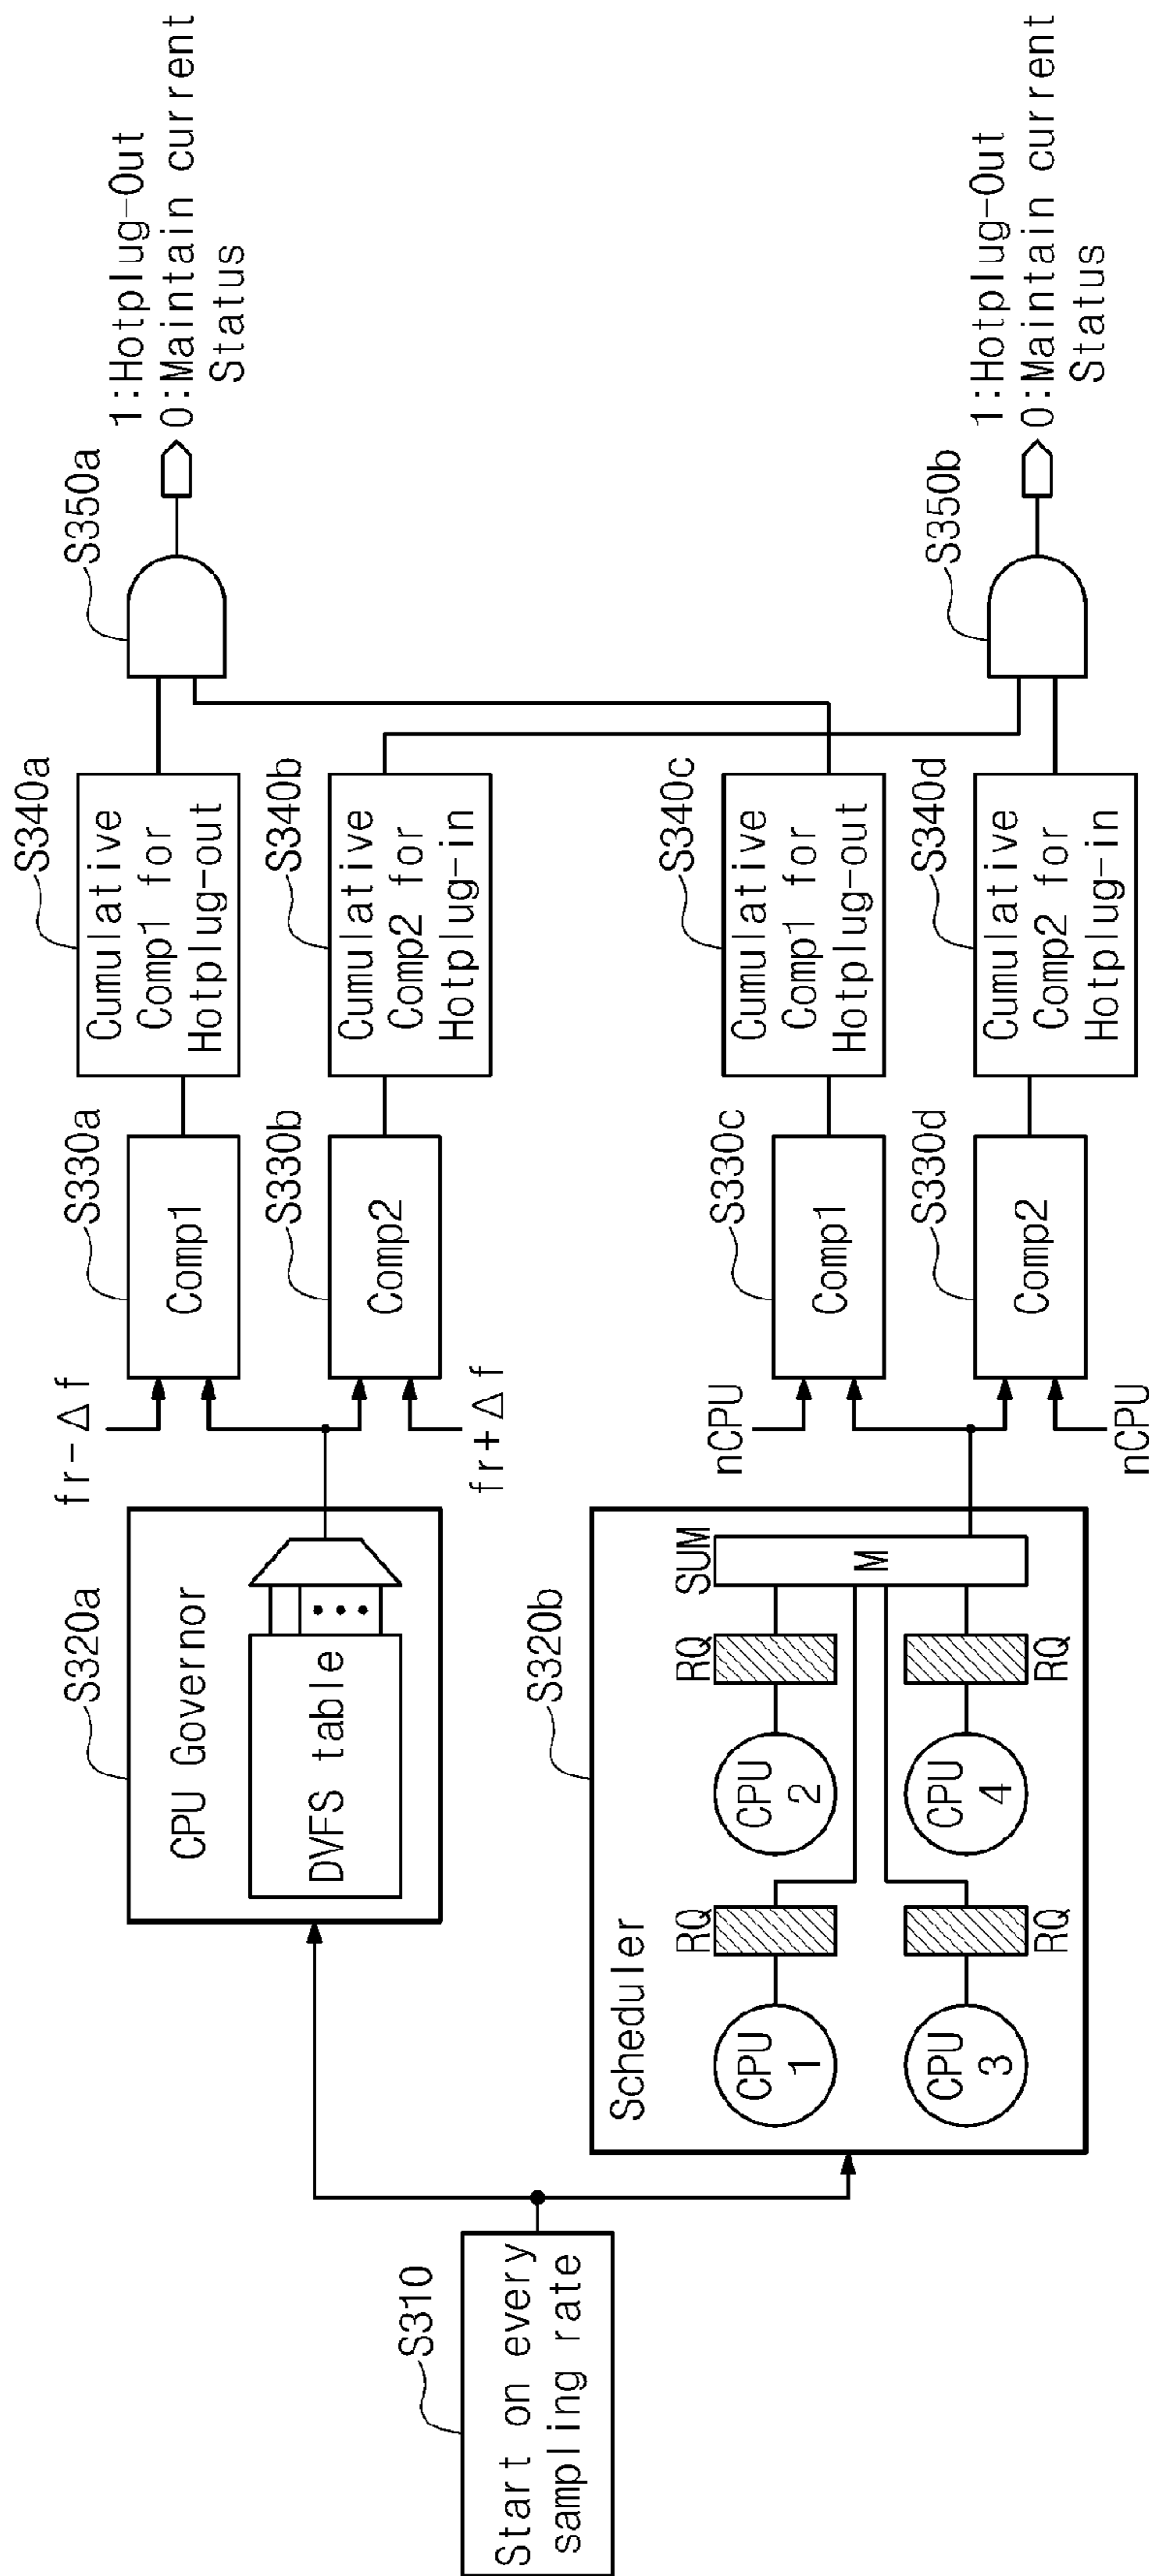 S310
Start on every
sampling rate
S320a
CPU Governor
DVFS table
S320b
Scheduler
CPU
1
RQ
CPU
2
RQ
CPU
3
RQ
CPU
4
RQ
SUM
M
fr-Δf
fr+Δf
nCPU
nCPU
S330a
Comp1
S330b
Comp2
S330c
Comp1
S330d
Comp2
S340a
Cumulative
Comp1 for
Hotplug-out
S340b
Cumulative
Comp2 for
Hotplug-in
S340c
Cumulative
Comp1 for
Hotplug-out
S340d
Cumulative
Comp2 for
Hotplug-in
S350a
1:Hotplug-Out
0:Maintain current
Status
S350b
1:Hotplug-Out
0:Maintain current
Status